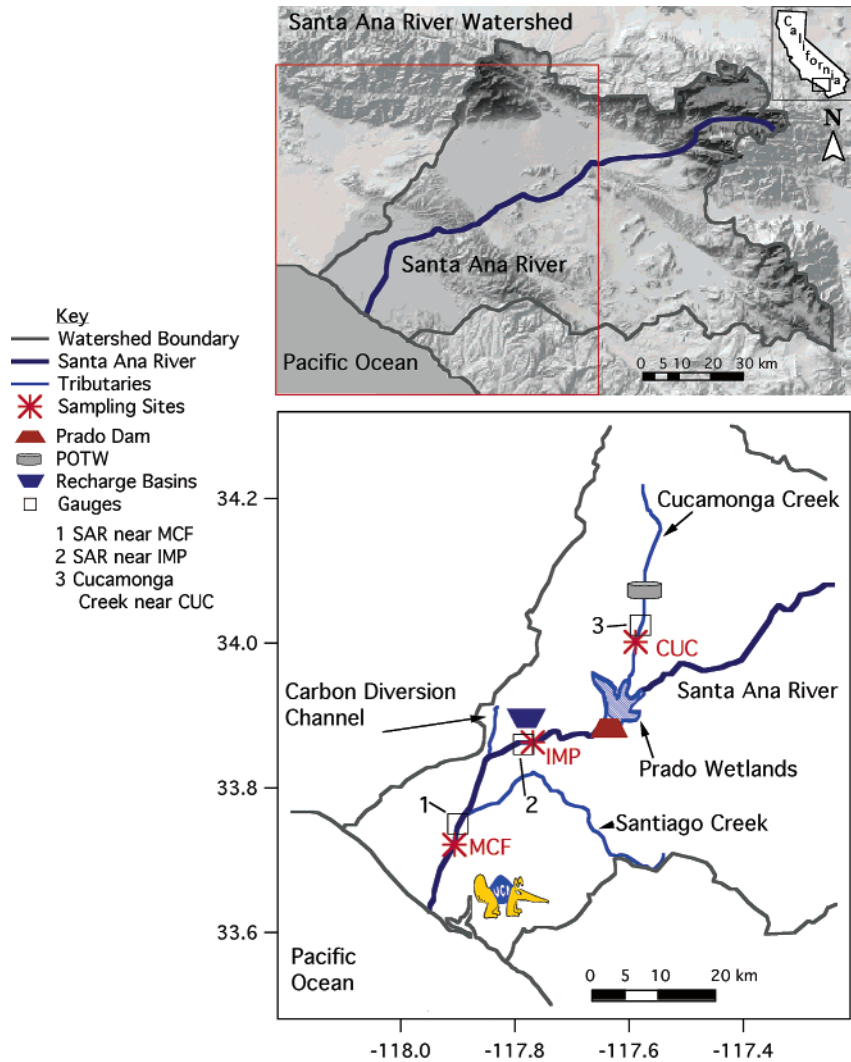 Santa Ana River Watershed
California
N
Santa Ana River
Pacific Ocean
0 5 10 20 30 km
Key
Watershed Boundary
Santa Ana River
Tributaries
Sampling Sites
Prado Dam
POTW
Recharge Basins
Gauges
1 SAR near MCF
2 SAR near IMP
3 Cucamonga
Creek near CUC
34.2
34.0
33.8
33.6
Cucamonga Creek
3
CUC
Carbon Diversion
Channel
Santa Ana River
IMP
Prado Wetlands
1
2
Santiago Creek
MCF
UCI
Pacific
Ocean
0 5 10 20 km
-118.0 -117.8 -117.6 -117.4